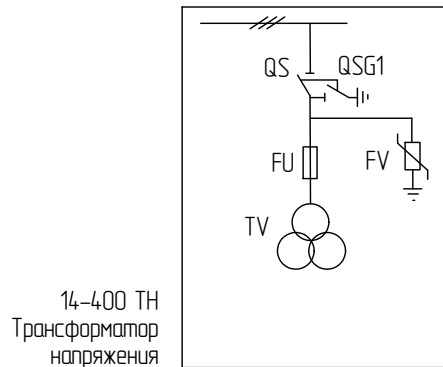 QS QSG1
FU FV
TV
14-400 ТН
Трансформатор
напряжения